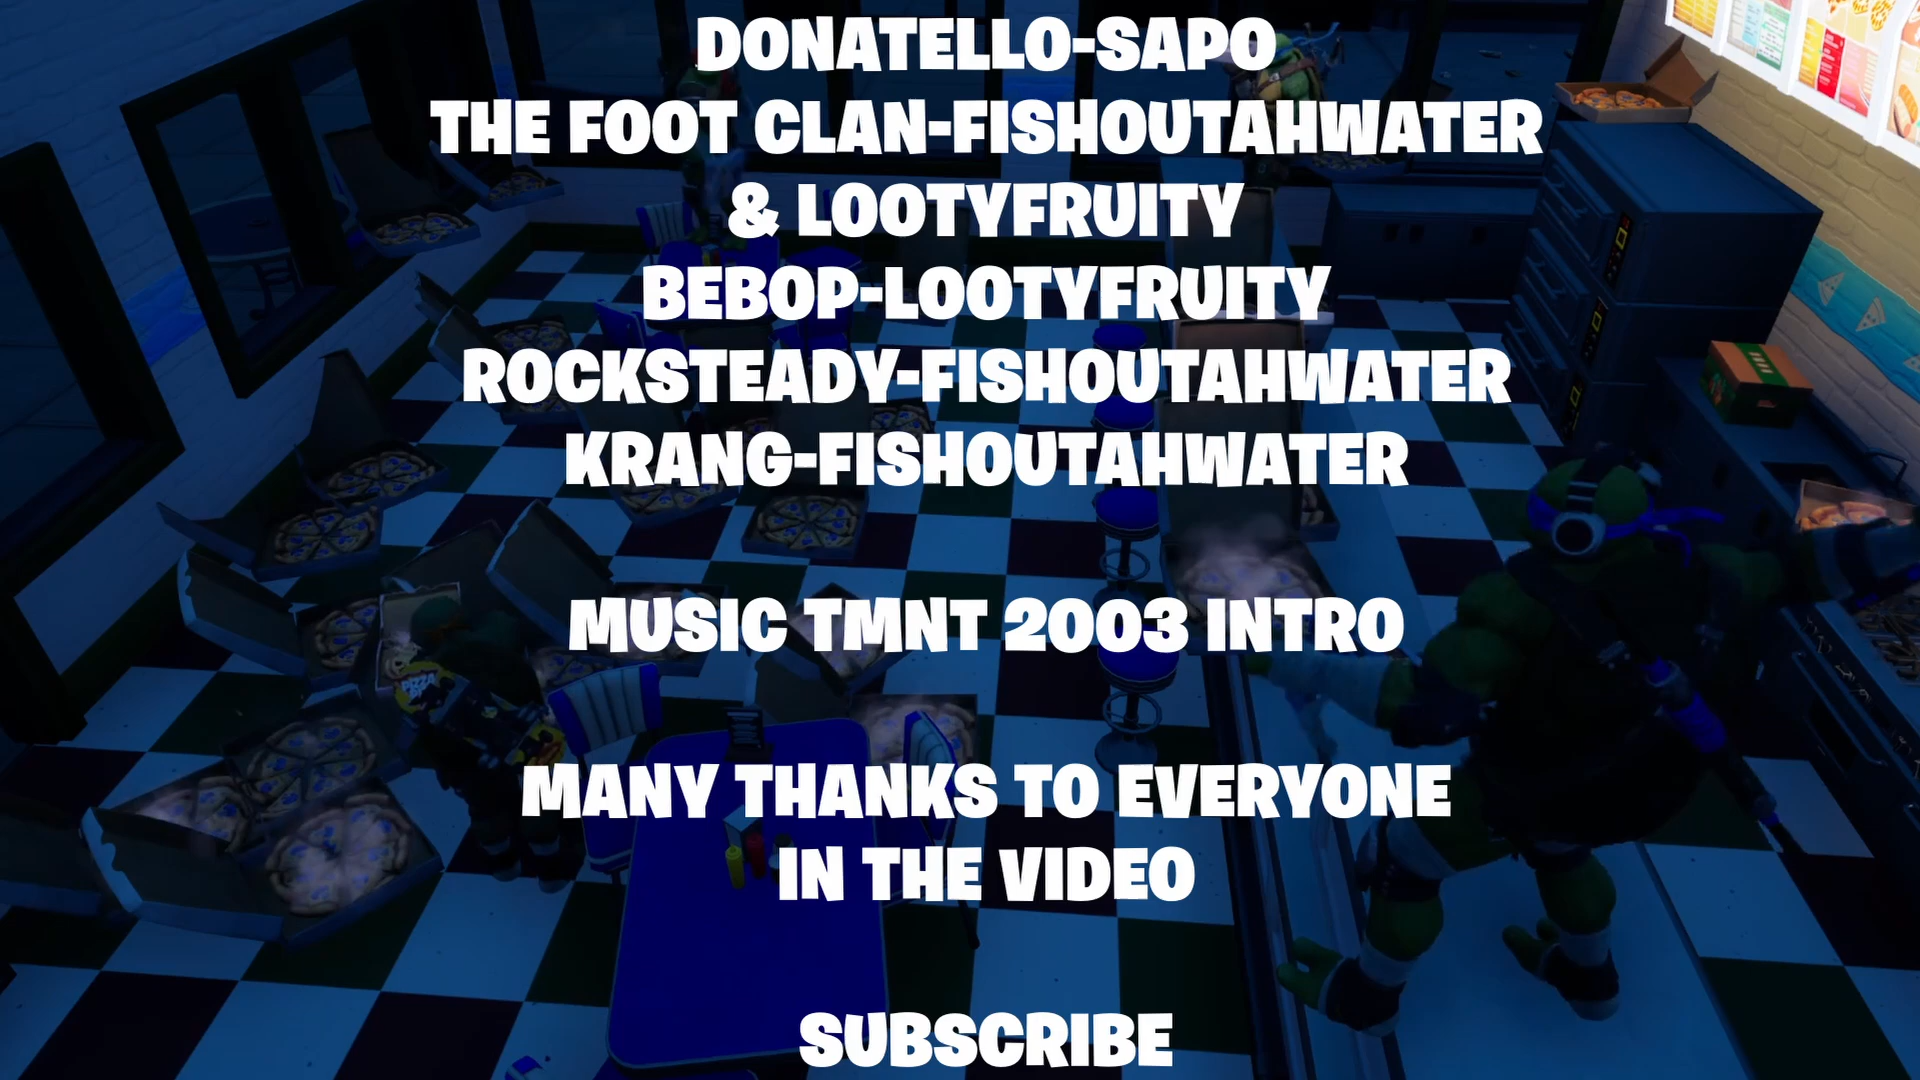 DONATELLO-SAPO
THE FOOT CLAN-FISHOUTAHWATER
& LOOTYFRUITY
BEBOP-LOOTYFRUITY
ROCKSTEADY-FISHOUTAHWATER
KRANG-FISHOUTAHWATER
MUSIC TMNT 2003 INTRO
MANY THANKS TO EVERYONE
IN THE VIDEO
SUBSCRIBE